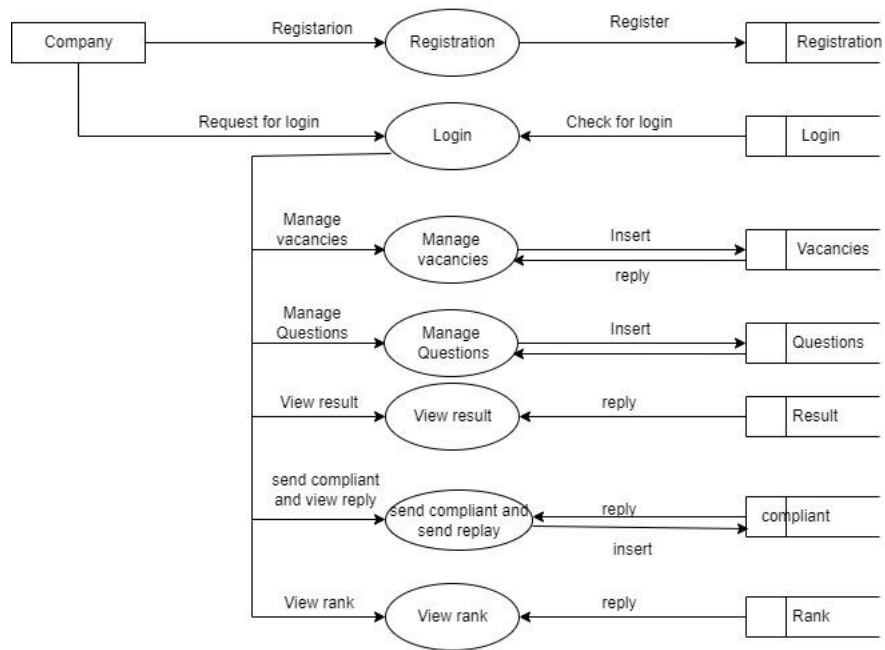 Company
Registarion
Registration
Register
Registration
Request for login
Login
Check for login
Login
Manage
vacancies
Manage
vacancies
Insert
reply
Vacancies
Manage
Questions
Manage
Questions
Insert
Questions
View result
View result
reply
Result
send compliant
and view reply
send compliant and
send replay
reply
insert
compliant
View rank
View rank
reply
Rank